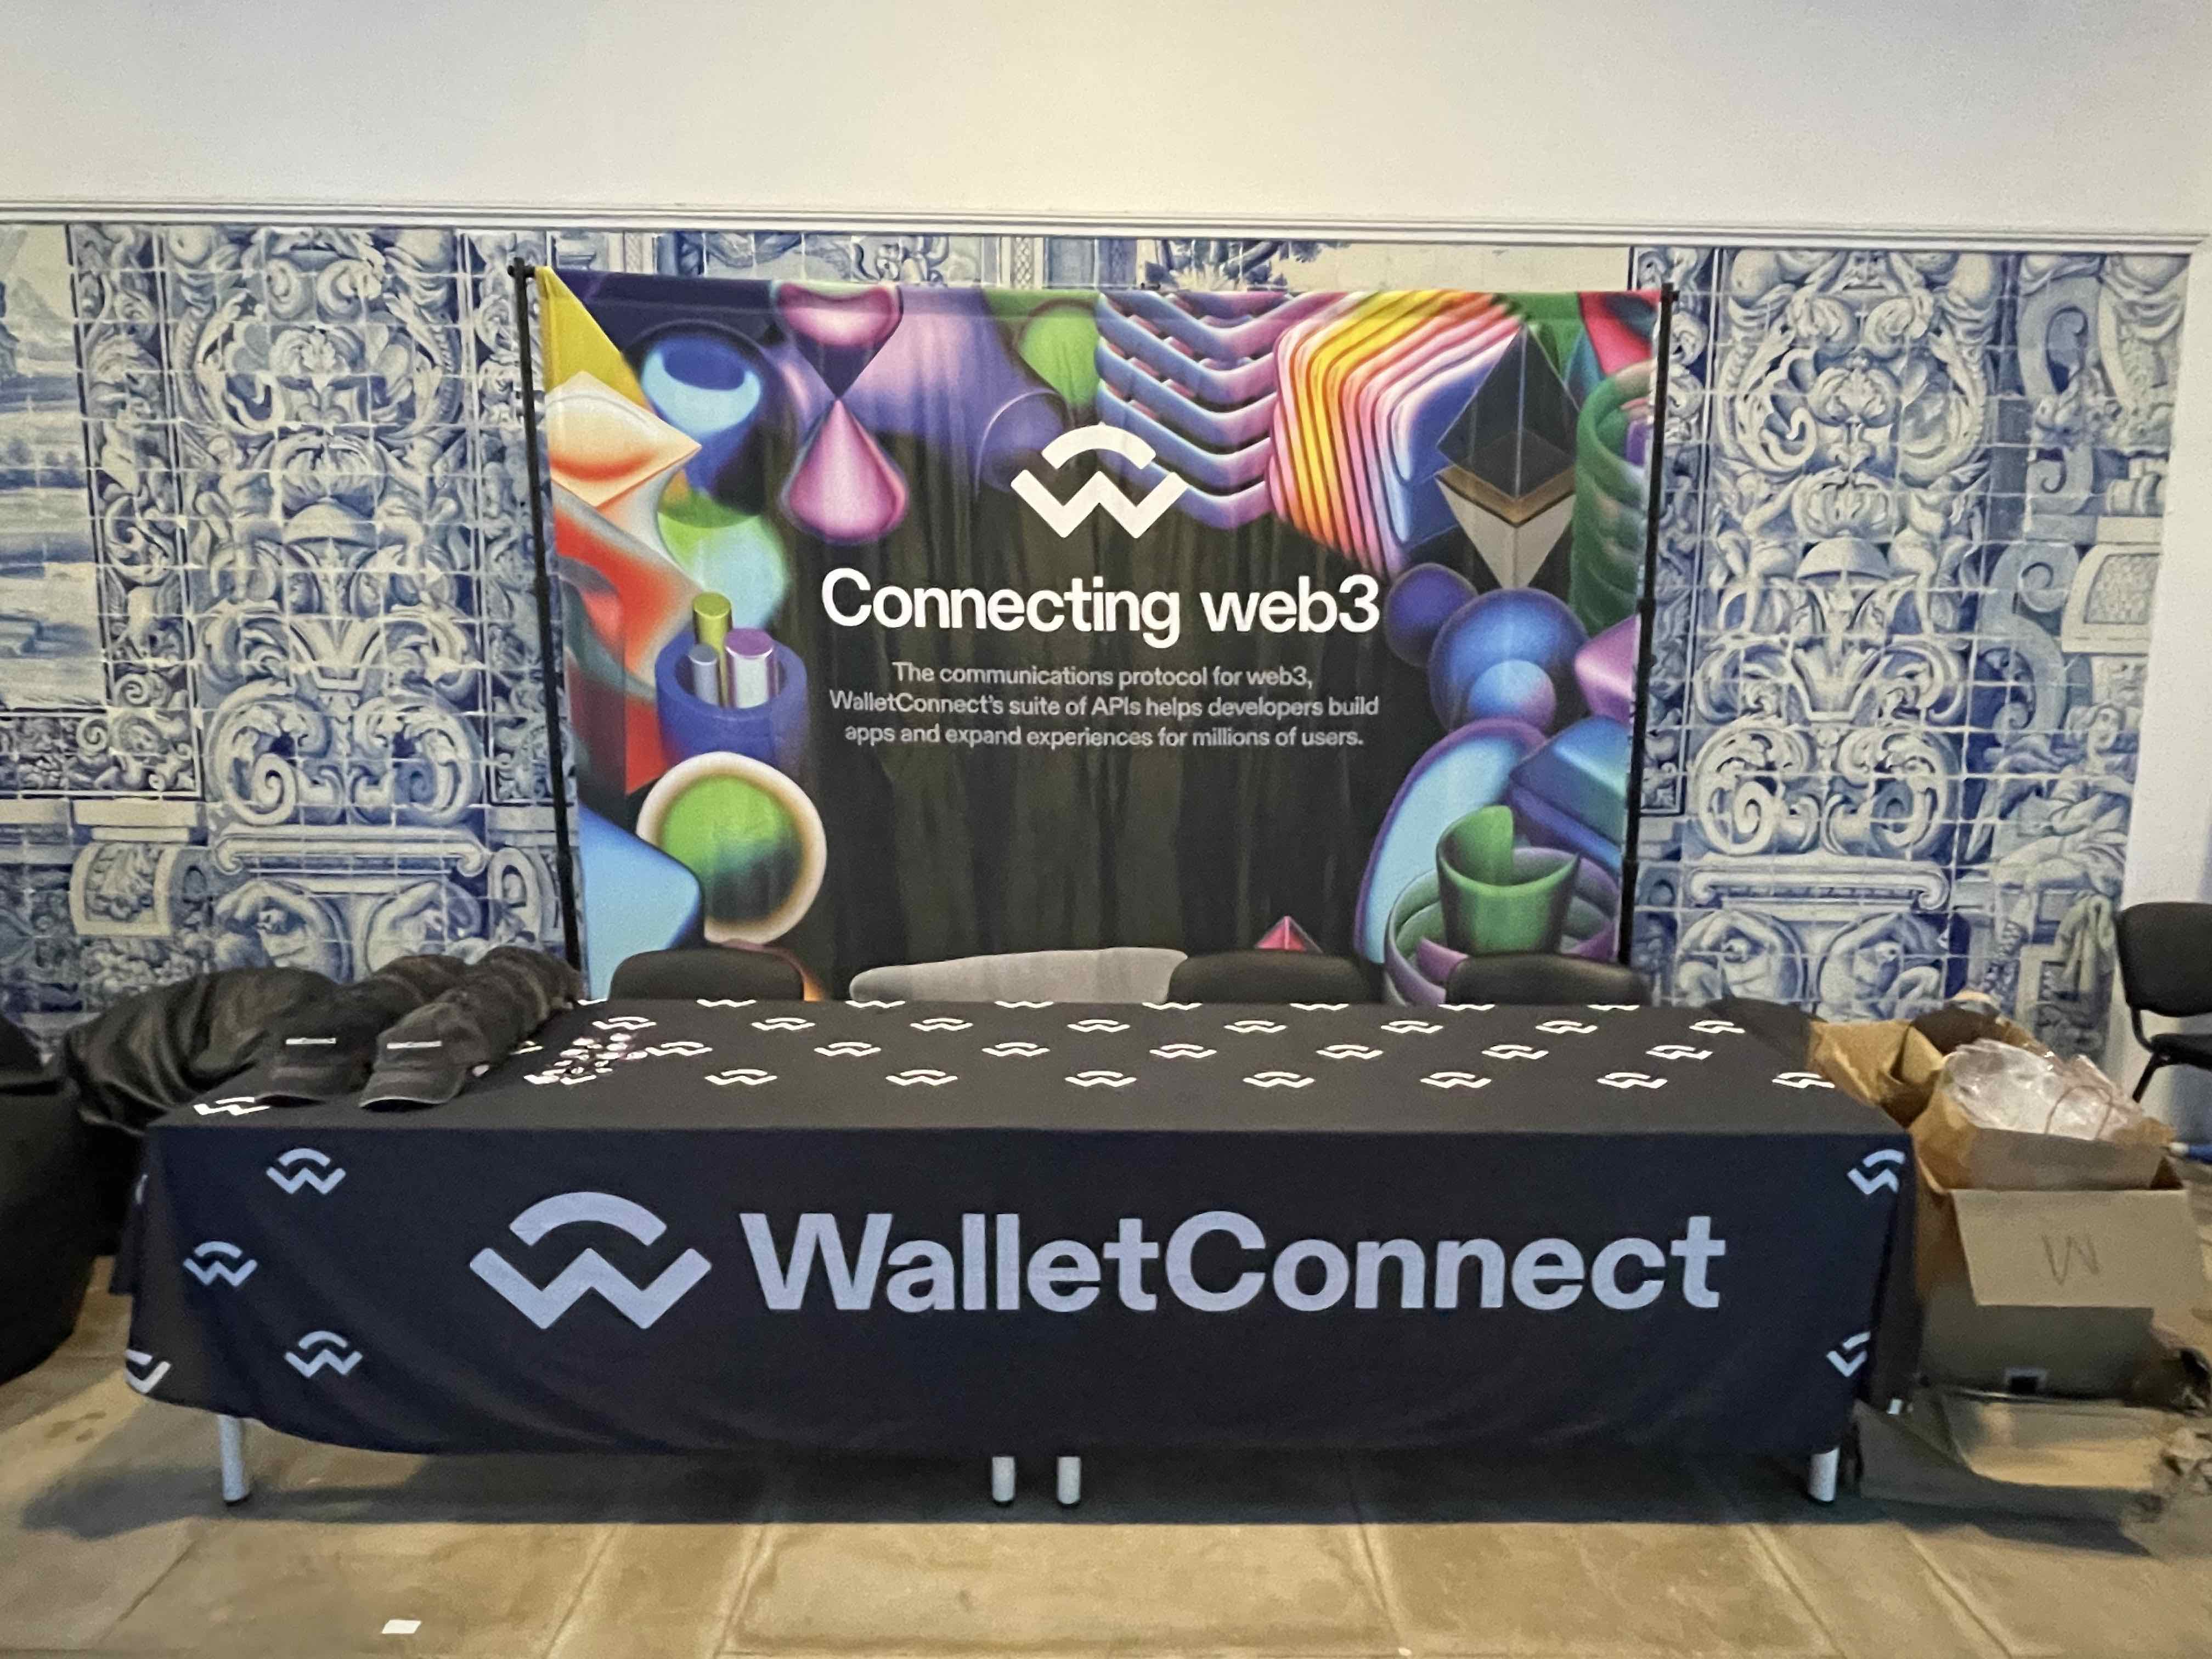 Connecting web3
The communications protocol for web3,
WalletConnect's suite of APIs helps developers build
apps and expand experiences for millions of users.
WalletConnect
W